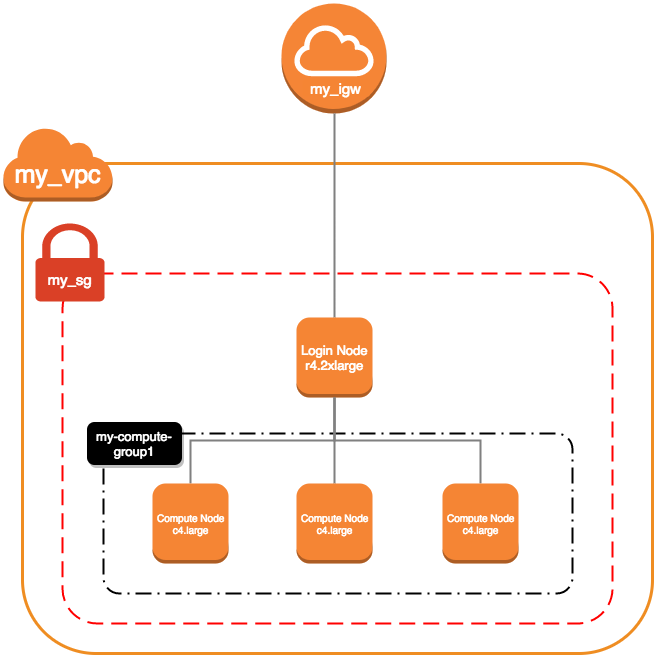 my_igw
my_vpc
my_sg
Login Node
r4.2xlarge
my-compute-
group1
Compute Node
c4.large
Compute Node
c4.large
Compute Node
c4.large